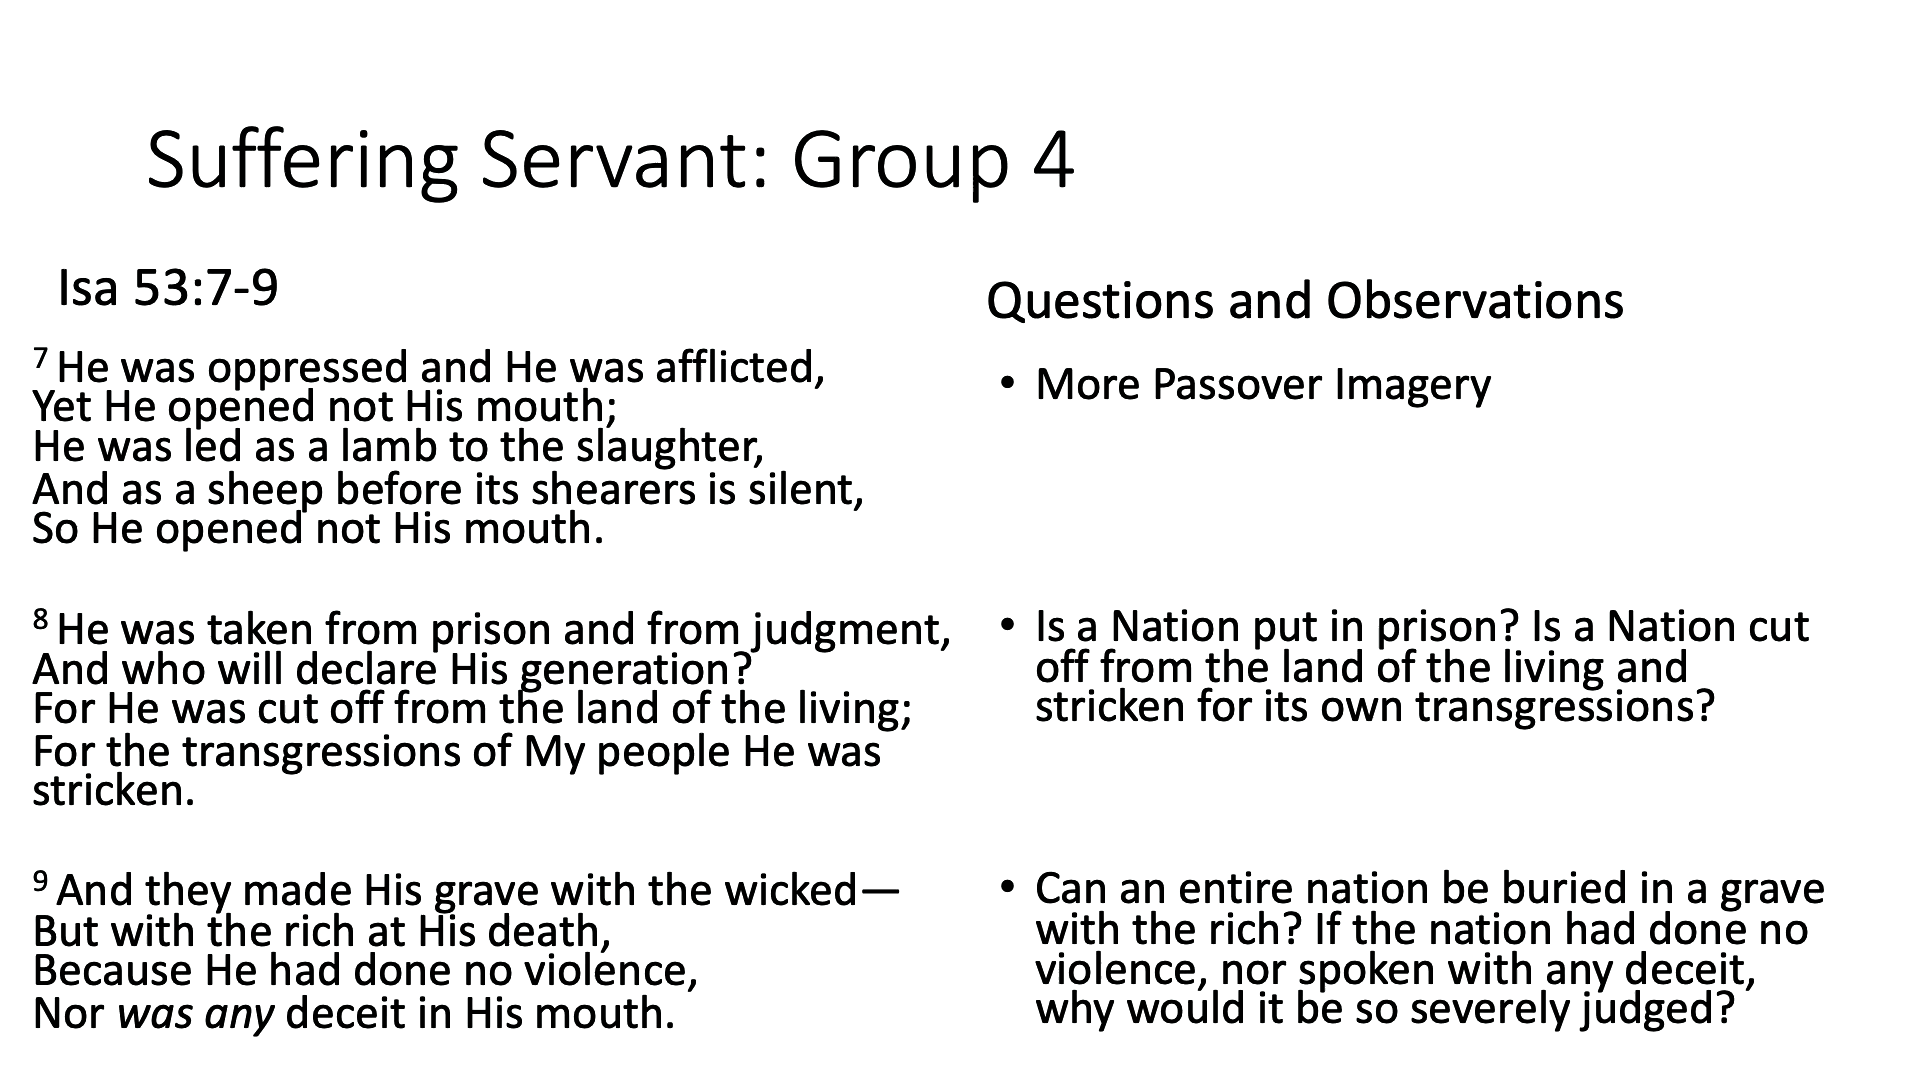 Suffering Servant: Group 4
Isa 53:7-9
7 He was oppressed and He was afflicted,
Yet He opened not His mouth;
He was led as a lamb to the slaughter,
And as a sheep before its shearers is silent,
So He opened not His mouth.
8 He was taken from prison and from judgment,
And who will declare His generation?
For He was cut off from the land of the living;
For the transgressions of My people He was
stricken.
9 And they made His grave with the wicked—
But with the rich at His death,
Because He had done no violence,
Nor was any deceit in His mouth.
Questions and Observations
• More Passover Imagery
• Is a Nation put in prison? Is a Nation cut
off from the land of the living and
stricken for its own transgressions?
• Can an entire nation be buried in a grave
with the rich? If the nation had done no
violence, nor spoken with any deceit,
why would it be so severely judged?